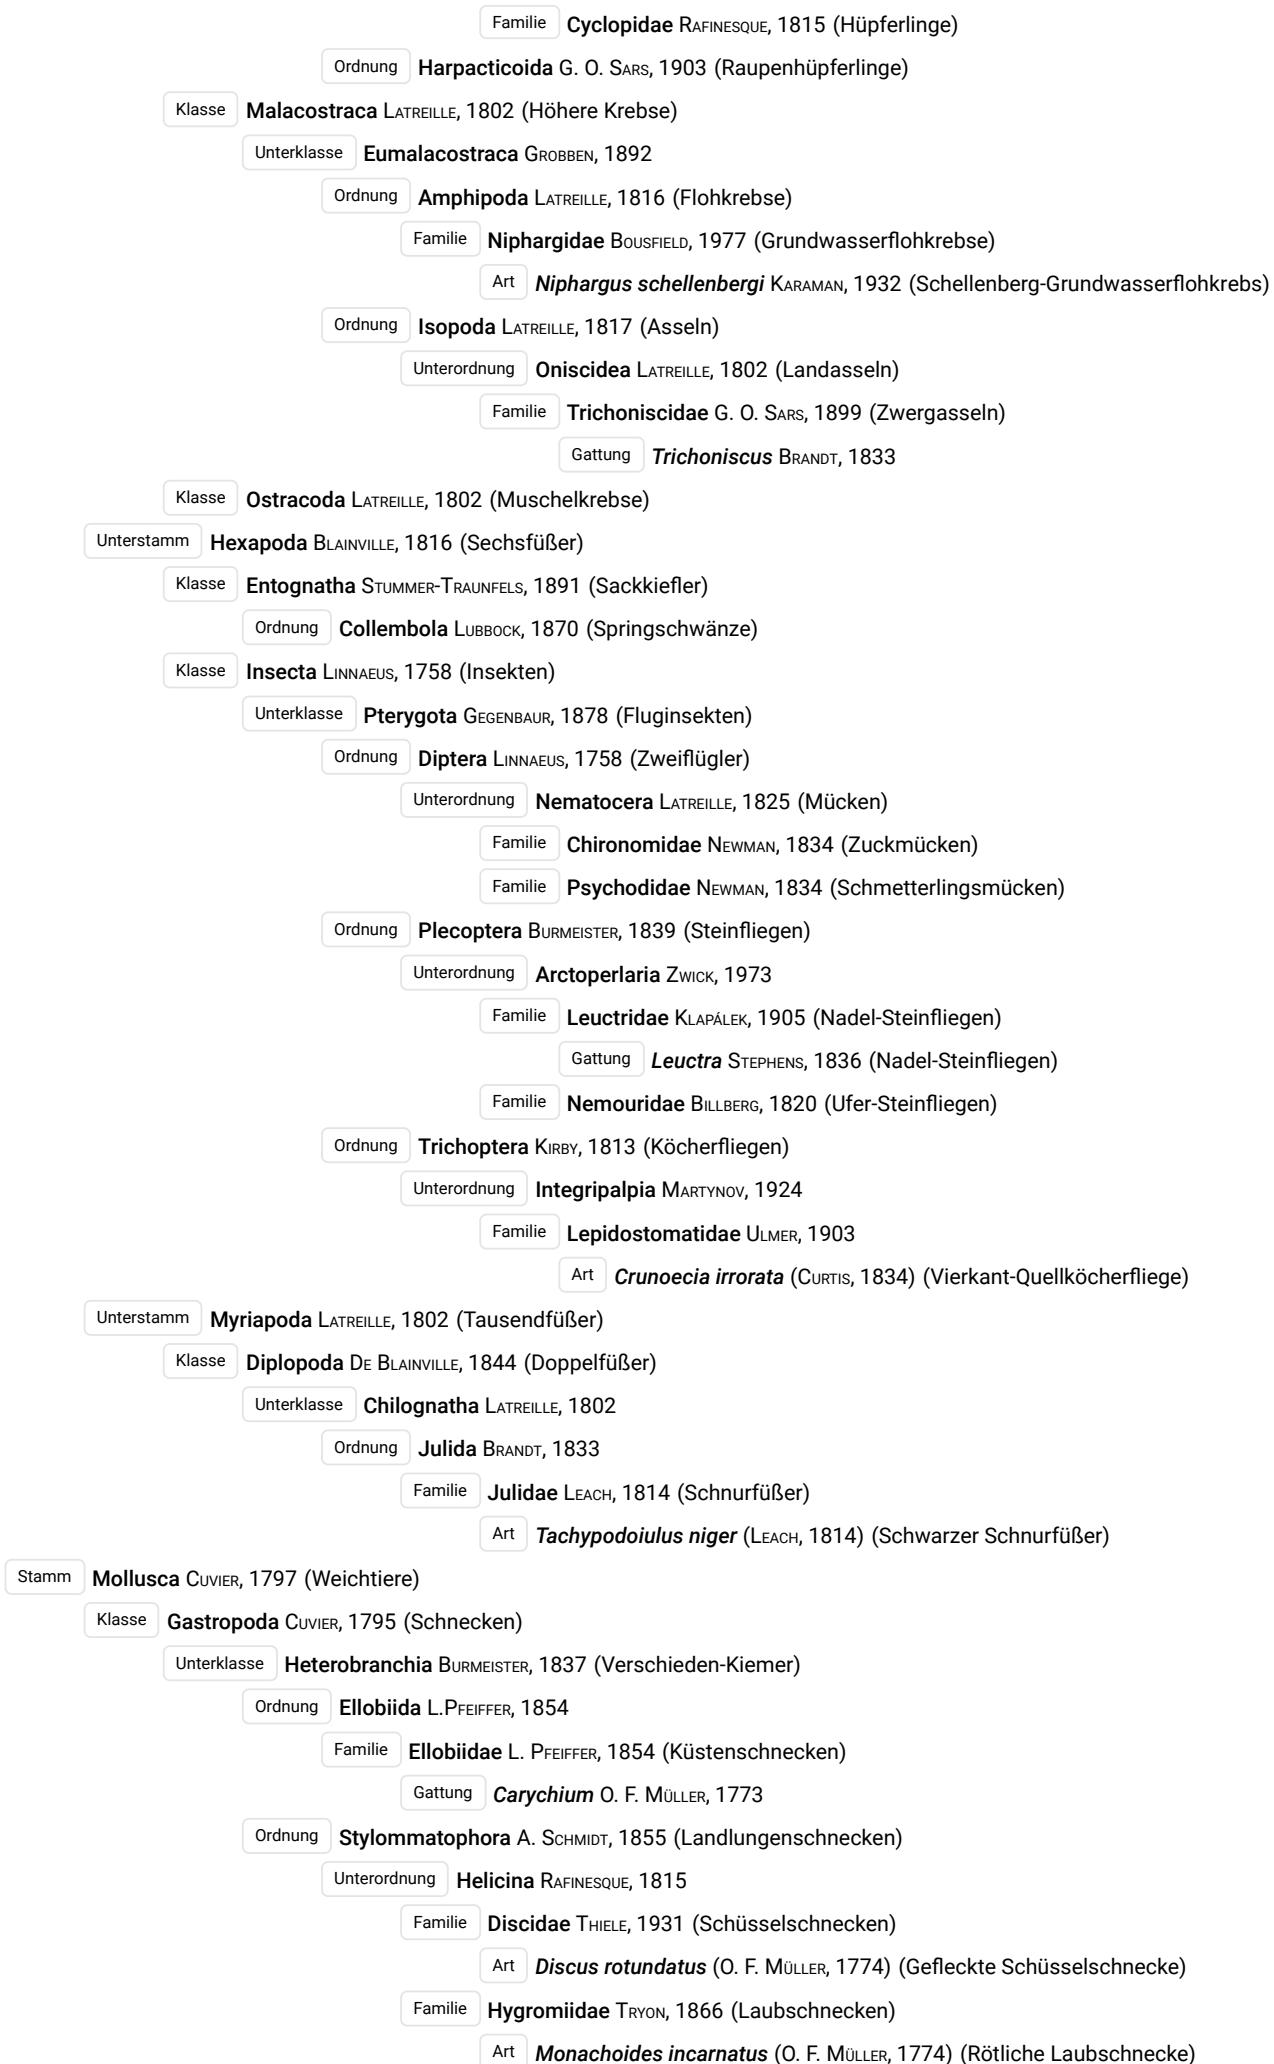 Familie Cyclopidae Rafinesque, 1815 (Hüpferlinge)
Ordnung Harpacticoida G. O. Sars, 1903 (Raupenhüpferlinge)
Klasse Malacostraca Latreille, 1802 (Höhere Krebse)
Unterklasse Eumalacostraca Grobben, 1892
Ordnung Amphipoda Latreille, 1816 (Flohkrebse)
Familie Niphargidae Bousfield, 1977 (Grundwasserflohkrebse)
Art Niphargus schellenbergi Karaman, 1932 (Schellenberg-Grundwasserflohkrebs)
Ordnung Isopoda Latreille, 1817 (Asseln)
Unterordnung Oniscidea Latreille, 1802 (Landasseln)
Familie Trichoniscidae G. O. Sars, 1899 (Zwergasseln)
Gattung Trichoniscus Brandt, 1833
Klasse Ostracoda Latreille, 1802 (Muschelkrebse)
Unterstamm Hexapoda Blainville, 1816 (Sechsfüßer)
Klasse Entognatha Stummer-Traunfels, 1891 (Sackkiefler)
Ordnung Collembola Lubbock, 1870 (Springschwänze)
Klasse Insecta Linnaeus, 1758 (Insekten)
Unterklasse Pterygota Gegenbaur, 1878 (Fluginsekten)
Ordnung Diptera Linnaeus, 1758 (Zweiflügler)
Unterordnung Nematocera Latreille, 1825 (Mücken)
Familie Chironomidae Newman, 1834 (Zuckmücken)
Familie Psychodidae Newman, 1834 (Schmetterlingsmücken)
Ordnung Plecoptera Burmeister, 1839 (Steinfliegen)
Unterordnung Arctoperlaria Zwick, 1973
Familie Leuctridae Klapálek, 1905 (Nadel-Steinfliegen)
Gattung Leuctra Stephens, 1836 (Nadel-Steinfliegen)
Familie Nemouridae Billberg, 1820 (Ufer-Steinfliegen)
Ordnung Trichoptera Kirby, 1813 (Köcherfliegen)
Unterordnung Integripalpia Martynov, 1924
Familie Lepidostomatidae Ulmer, 1903
Art Crunoecia irrorata (Curtis, 1834) (Vierkant-Quellköcherfliege)
Unterstamm Myriapoda Latreille, 1802 (Tausendfüßer)
Klasse Diplopoda De Blainville, 1844 (Doppelfüßer)
Unterklasse Chilognatha Latreille, 1802
Ordnung Julida Brandt, 1833
Familie Julidae Leach, 1814 (Schnurfüßer)
Art Tachypodoiulus niger (Leach, 1814) (Schwarzer Schnurfüßer)
Stamm Mollusca Cuvier, 1797 (Weichtiere)
Klasse Gastropoda Cuvier, 1795 (Schnecken)
Unterklasse Heterobranchia Burmeister, 1837 (Verschieden-Kiemer)
Ordnung Ellobiida L.Pfeiffer, 1854
Familie Ellobiidae L. Pfeiffer, 1854 (Küstenschnecken)
Gattung Carychium O. F. Müller, 1773
Ordnung Stylommatophora A. Schmidt, 1855 (Landlungenschnecken)
Unterordnung Helicina Rafinesque, 1815
Familie Discidae Thiele, 1931 (Schüsselschnecken)
Art Discus rotundatus (O. F. Müller, 1774) (Gefleckte Schüsselschnecke)
Familie Hygromiidae Tryon, 1866 (Laubschnecken)
Art Monachoides incarnatus (O. F. Müller, 1774) (Rötliche Laubschnecke)